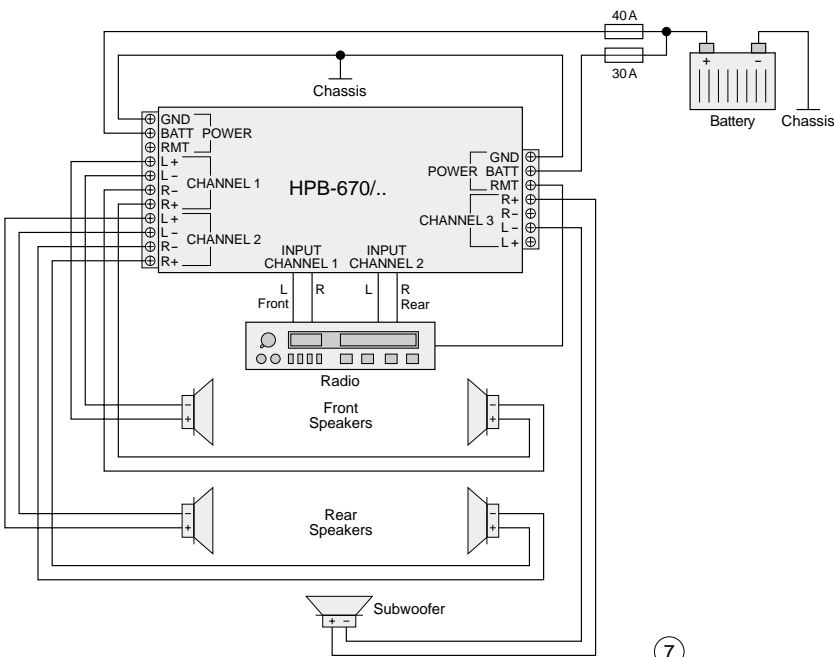 40 A
30 A
+ −
Battery
Chassis
Chassis
GND
BATT POWER
RMT
L +
L −
CHANNEL 1
R−
R+
L +
L −
CHANNEL 2
R−
R+
HPB-670/..
GND
POWER BATT
RMT
R+
R−
CHANNEL 3
L −
L +
INPUT
CHANNEL 1
INPUT
CHANNEL 2
L R
Front
L R
Rear
Radio
Front
Speakers
− +
− +
Rear
Speakers
− +
− +
Subwoofer
+ −
7